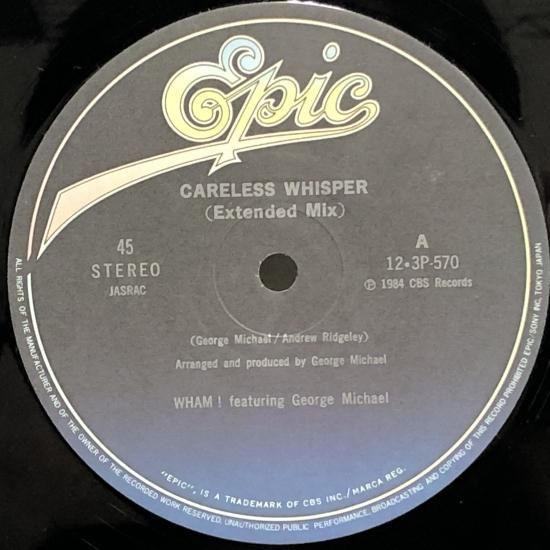 Epic
CARELESS WHISPER
(Extended Mix)
45
STEREO
JASRAC
A
12・3P-570
Ⓟ 1984 CBS Records
(George Michael/Andrew Ridgeley)
Arranged and produced by George Michael
WHAM! featuring George Michael
"EPIC", IS A TRADEMARK OF CBS INC./MARCA REG.
ALL RIGHTS OF THE MANUFACTURER AND OF THE OWNER OF THE RECORDED WORK RESERVED. UNAUTHORIZED PUBLIC PERFORMANCE, BROADCASTING AND COPYING OF THIS RECORD PROHIBITED EPIC/SONY INC. TOKYO JAPAN